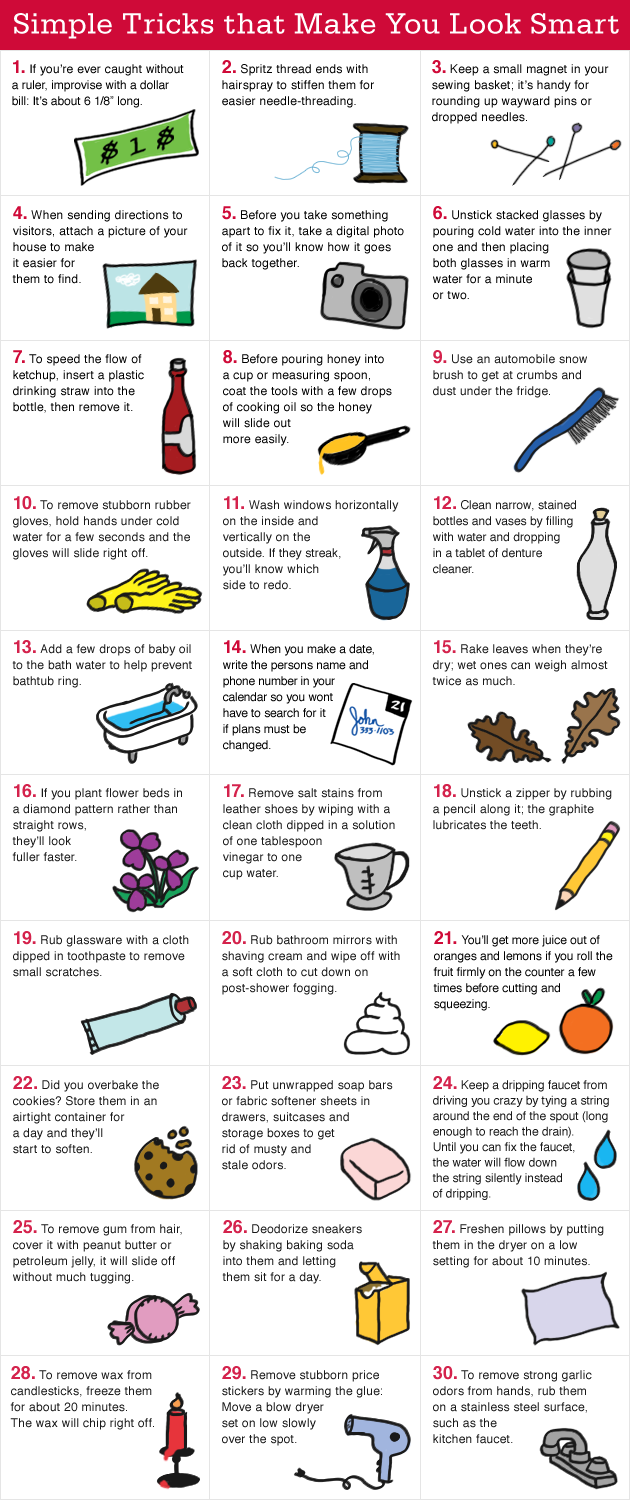 Simple Tricks that Make You Look Smart
1. If you're ever caught without
a ruler, improvise with a dollar
bill: It's about 6 1/8" long.
$ 1 $
2. Spritz thread ends with
hairspray to stiffen them for
easier needle-threading.
3. Keep a small magnet in your
sewing basket; it's handy for
rounding up wayward pins or
dropped needles.
4. When sending directions to
visitors, attach a picture of your
house to make
it easier for
them to find.
5. Before you take something
apart to fix it, take a digital photo
of it so you'll know how it goes
back together.
6. Unstick stacked glasses by
pouring cold water into the inner
one and then placing
both glasses in warm
water for a minute
or two.
7. To speed the flow of
ketchup, insert a plastic
drinking straw into the
bottle, then remove it.
8. Before pouring honey into
a cup or measuring spoon,
coat the tools with a few drops
of cooking oil so the honey
will slide out
more easily.
9. Use an automobile snow
brush to get at crumbs and
dust under the fridge.
10. To remove stubborn rubber
gloves, hold hands under cold
water for a few seconds and the
gloves will slide right off.
11. Wash windows horizontally
on the inside and
vertically on the
outside. If they streak,
you'll know which
side to redo.
12. Clean narrow, stained
bottles and vases by filling
with water and dropping
in a tablet of denture
cleaner.
13. Add a few drops of baby oil
to the bath water to help prevent
bathtub ring.
14. When you make a date,
write the persons name and
phone number in your
calendar so you wont
have to search for it
if plans must be
changed.
21
John
353-1103
15. Rake leaves when they're
dry; wet ones can weigh almost
twice as much.
16. If you plant flower beds in
a diamond pattern rather than
straight rows,
they'll look
fuller faster.
17. Remove salt stains from
leather shoes by wiping with a
clean cloth dipped in a solution
of one tablespoon
vinegar to one
cup water.
18. Unstick a zipper by rubbing
a pencil along it; the graphite
lubricates the teeth.
19. Rub glassware with a cloth
dipped in toothpaste to remove
small scratches.
20. Rub bathroom mirrors with
shaving cream and wipe off with
a soft cloth to cut down on
post-shower fogging.
21. You'll get more juice out of
oranges and lemons if you roll the
fruit firmly on the counter a few
times before cutting and
squeezing.
22. Did you overbake the
cookies? Store them in an
airtight container for
a day and they'll
start to soften.
23. Put unwrapped soap bars
or fabric softener sheets in
drawers, suitcases and
storage boxes to get
rid of musty and
stale odors.
24. Keep a dripping faucet from
driving you crazy by tying a string
around the end of the spout (long
enough to reach the drain).
Until you can fix the faucet,
the water will flow down
the string silently instead
of dripping.
25. To remove gum from hair,
cover it with peanut butter or
petroleum jelly, it will slide off
without much tugging.
26. Deodorize sneakers
by shaking baking soda
into them and letting
them sit for a day.
27. Freshen pillows by putting
them in the dryer on a low
setting for about 10 minutes.
28. To remove wax from
candlesticks, freeze them
for about 20 minutes.
The wax will chip right off.
29. Remove stubborn price
stickers by warming the glue:
Move a blow dryer
set on low slowly
over the spot.
30. To remove strong garlic
odors from hands, rub them
on a stainless steel surface,
such as the
kitchen faucet.